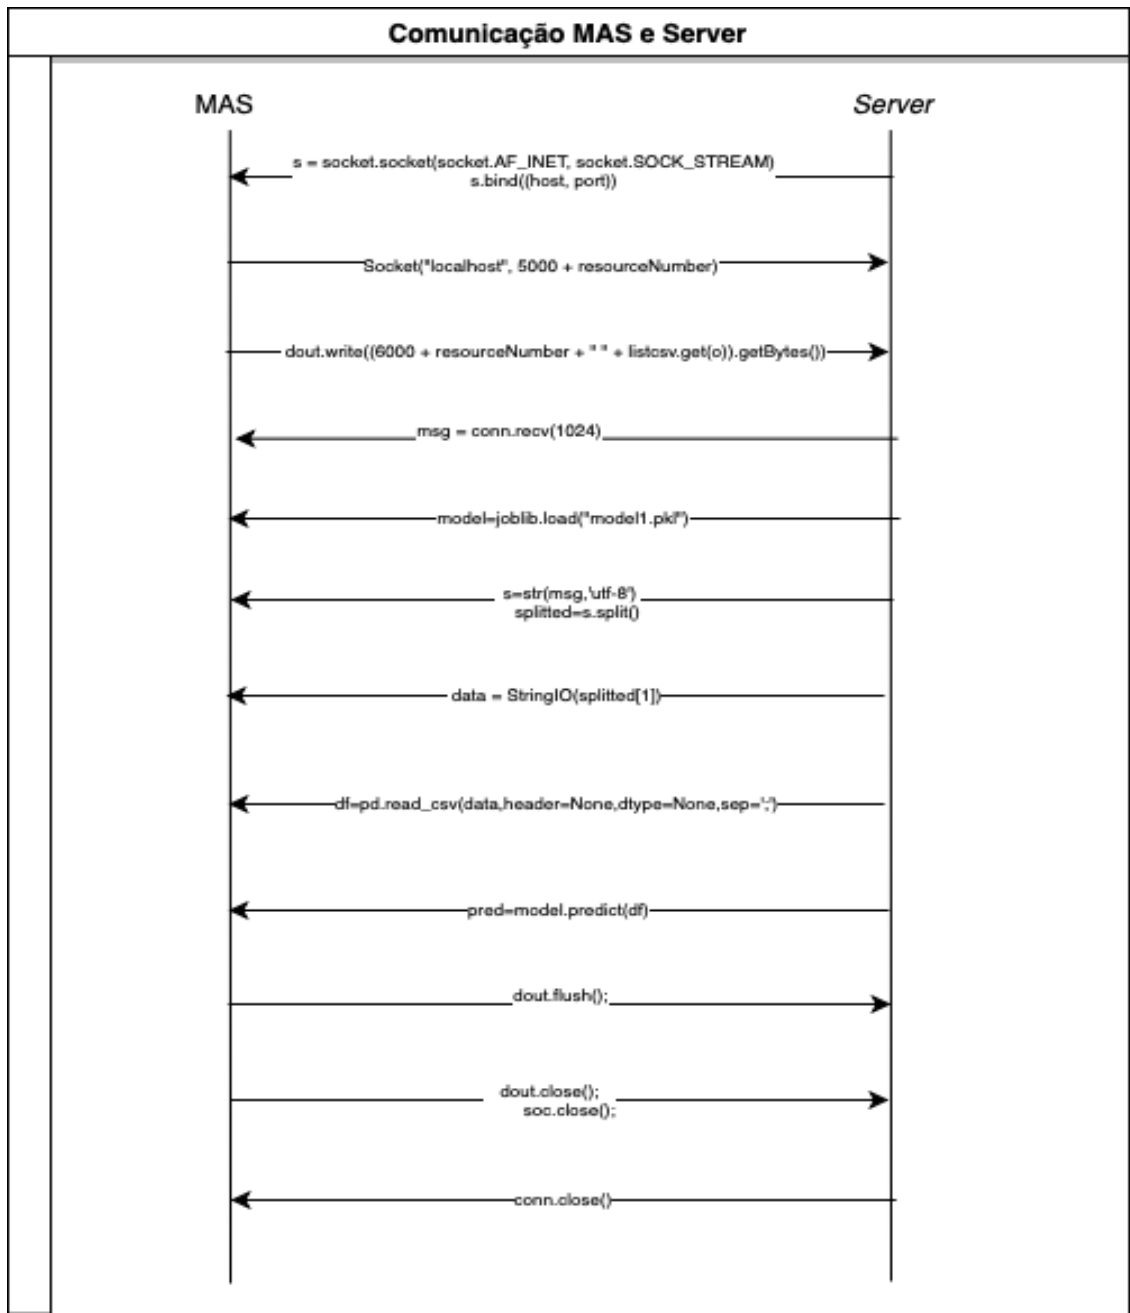 Comunicação MAS e Server
MAS
Server
s = socket.socket(socket.AF_INET, socket.SOCK_STREAM)
s.bind((host, port))
Socket("localhost", 5000 + resourceNumber)
dout.write((6000 + resourceNumber + " " + listcsv.get(o)).getBytes())
msg = conn.recv(1024)
model=joblib.load("model1.pkl")
s=str(msg,'utf-8')
splitted=s.split()
data = StringIO(splitted[1])
df=pd.read_csv(data,header=None,dtype=None,sep=';')
pred=model.predict(df)
dout.flush();
dout.close();
soc.close();
conn.close()